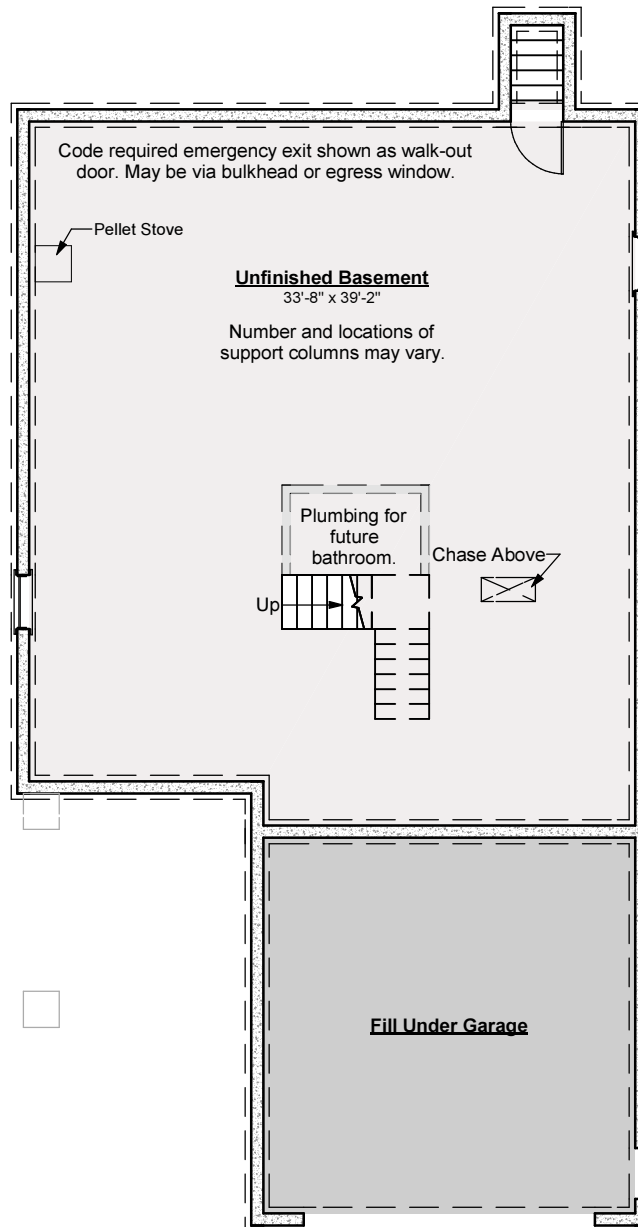 Code required emergency exit shown as walk-out
door. May be via bulkhead or egress window.
Pellet Stove
Unfinished Basement
33'-8" x 39'-2"
Number and locations of
support columns may vary.
Plumbing for
future
bathroom.
Chase Above
Up
Fill Under Garage